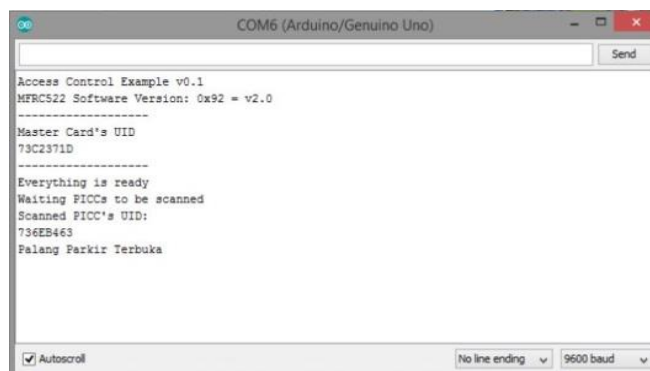 COM6 (Arduino/Genuino Uno)
Send
Access Control Example v0.1
MFRC522 Software Version: 0x92 = v2.0
-------------------
Master Card's UID
73C2371D
-------------------
Everything is ready
Waiting PICCs to be scanned
Scanned PICC's UID:
736EB463
Palang Parkir Terbuka
Autoscroll
No line ending
9600 baud